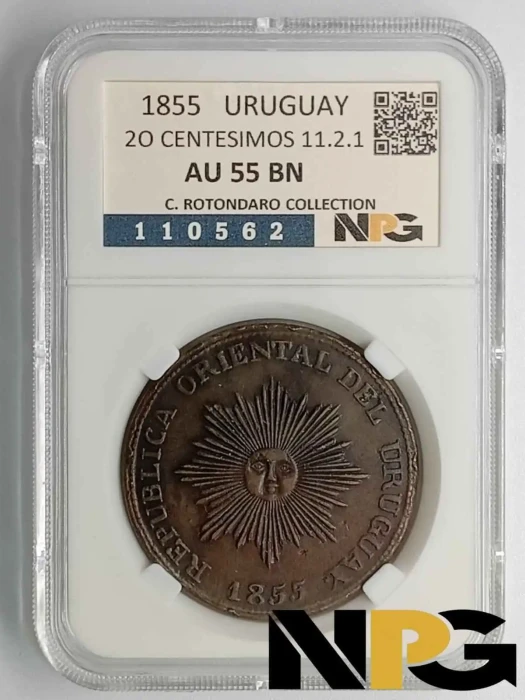 1855 URUGUAY
2O CENTESIMOS 11.2.1
AU 55 BN
C. ROTONDARO COLLECTION
110562 NPG
REPUBLICA ORIENTAL DEL URUGUAY
1855
NPG